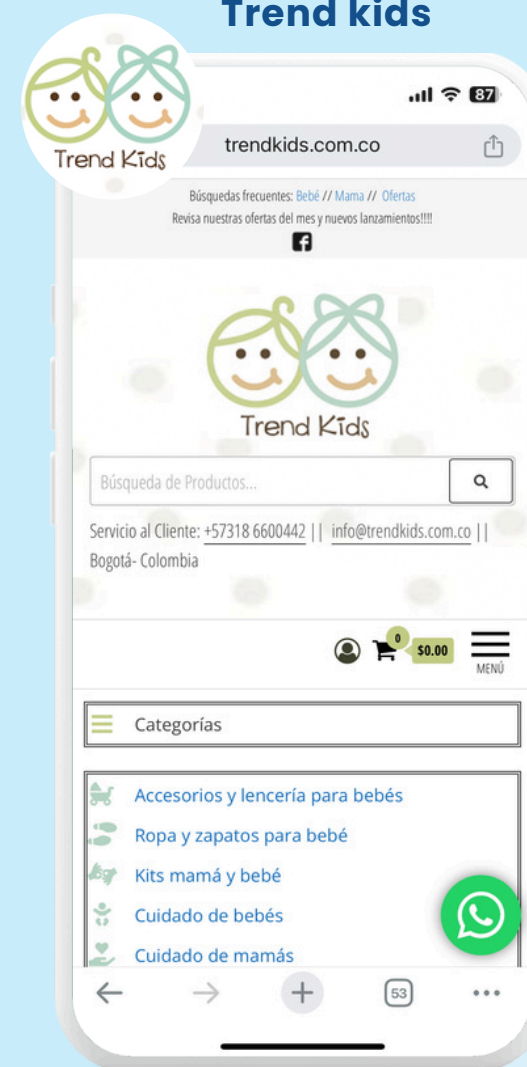 Trend kids
87
Trend Kids
trendkids.com.co
Búsquedas frecuentes: Bebé // Mama // Ofertas
Revisa nuestras ofertas del mes y nuevos lanzamientos!!!!
Trend Kids
Búsqueda de Productos...
Servicio al Cliente: +57318 6600442 || info@trendkids.com.co ||
Bogotá- Colombia
0
$0.00
MENÚ
Categorías
Accesorios y lencería para bebés
Ropa y zapatos para bebé
Kits mamá y bebé
Cuidado de bebés
Cuidado de mamás
53